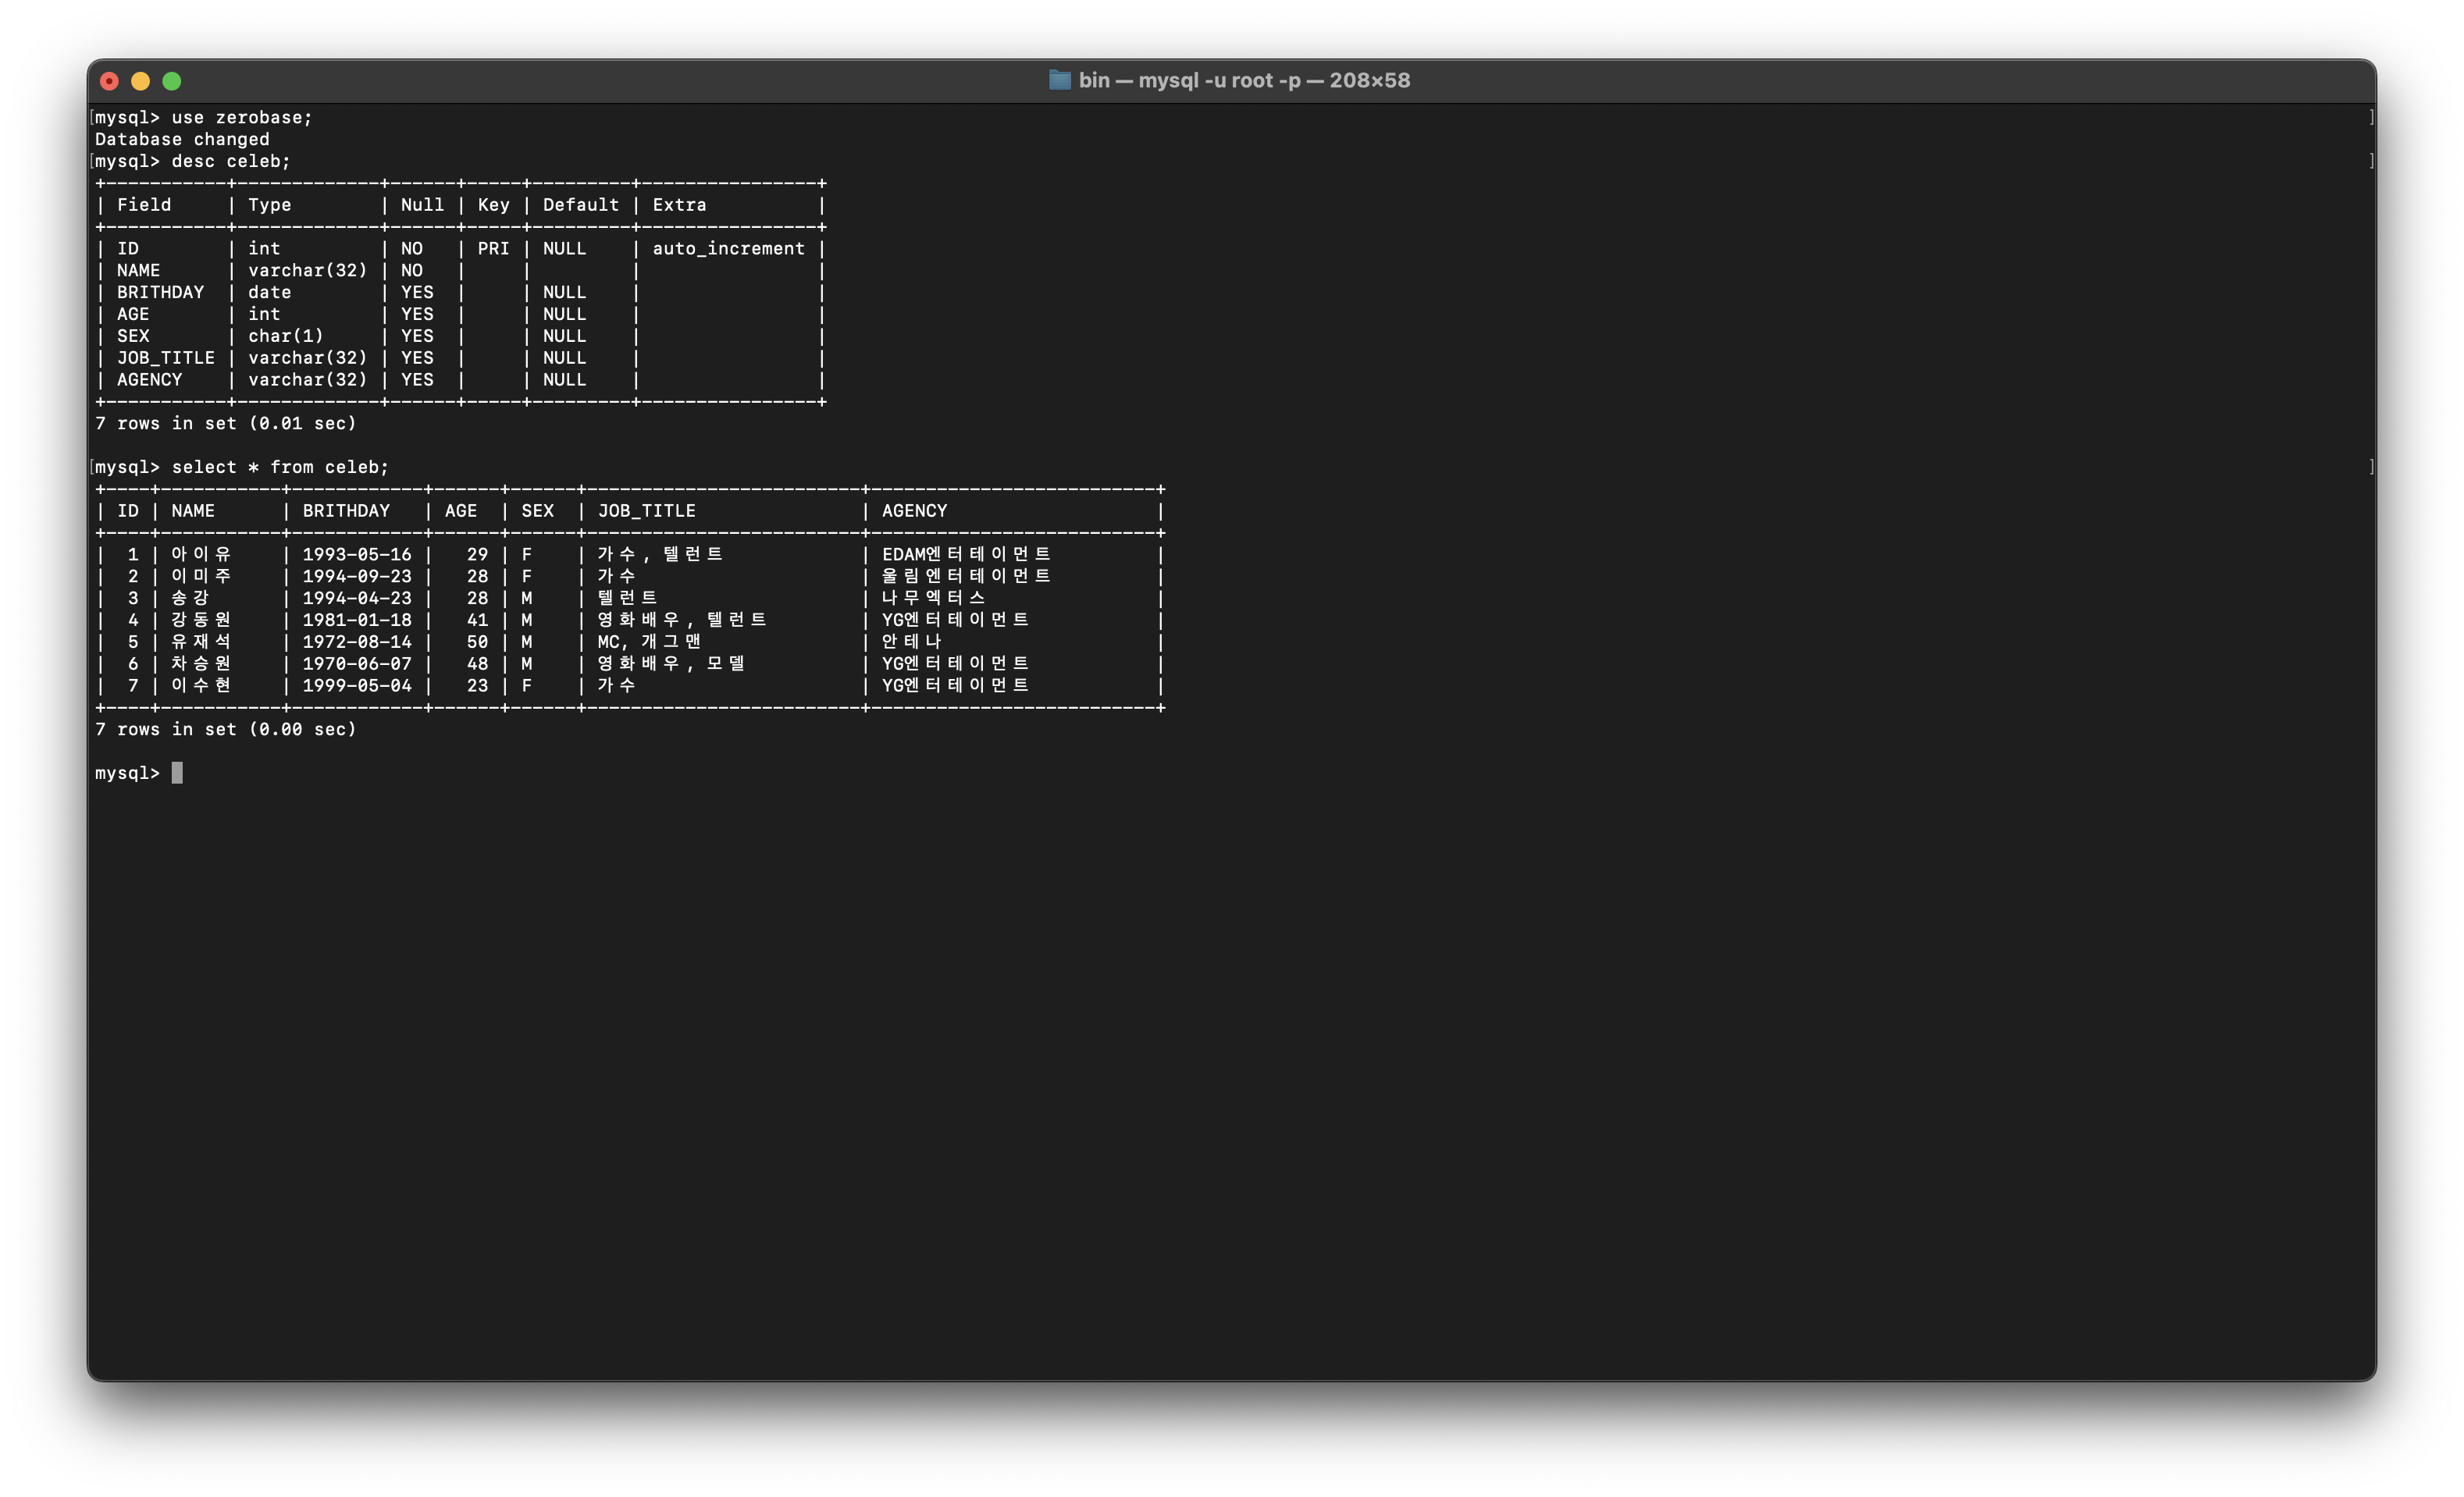 bin — mysql -u root -p — 208×58
mysql> use zerobase;
Database changed
mysql> desc celeb;
+-----------+-------------+------+-----+---------+----------------+
| Field     | Type        | Null | Key | Default | Extra          |
+-----------+-------------+------+-----+---------+----------------+
| ID        | int         | NO   | PRI | NULL    | auto_increment |
| NAME      | varchar(32) | NO   |     |         |                |
| BRITHDAY  | date        | YES  |     | NULL    |                |
| AGE       | int         | YES  |     | NULL    |                |
| SEX       | char(1)     | YES  |     | NULL    |                |
| JOB_TITLE | varchar(32) | YES  |     | NULL    |                |
| AGENCY    | varchar(32) | YES  |     | NULL    |                |
+-----------+-------------+------+-----+---------+----------------+
7 rows in set (0.01 sec)
mysql> select * from celeb;
+----+-----------+------------+------+------+-------------------------+--------------------------+
| ID | NAME      | BRITHDAY   | AGE  | SEX  | JOB_TITLE               | AGENCY                   |
+----+-----------+------------+------+------+-------------------------+--------------------------+
|  1 | 아이유 | 1993-05-16 |   29 | F    | 가수, 텔런트 | EDAM엔터테이먼트 |
|  2 | 이미주 | 1994-09-23 |   28 | F    | 가수 | 울림엔터테이먼트 |
|  3 | 송강 | 1994-04-23 |   28 | M    | 텔런트 | 나무엑터스 |
|  4 | 강동원 | 1981-01-18 |   41 | M    | 영화배우, 텔런트 | YG엔터테이먼트 |
|  5 | 유재석 | 1972-08-14 |   50 | M    | MC, 개그맨 | 안테나 |
|  6 | 차승원 | 1970-06-07 |   48 | M    | 영화배우, 모델 | YG엔터테이먼트 |
|  7 | 이수현 | 1999-05-04 |   23 | F    | 가수 | YG엔터테이먼트 |
+----+-----------+------------+------+------+-------------------------+--------------------------+
7 rows in set (0.00 sec)
mysql>